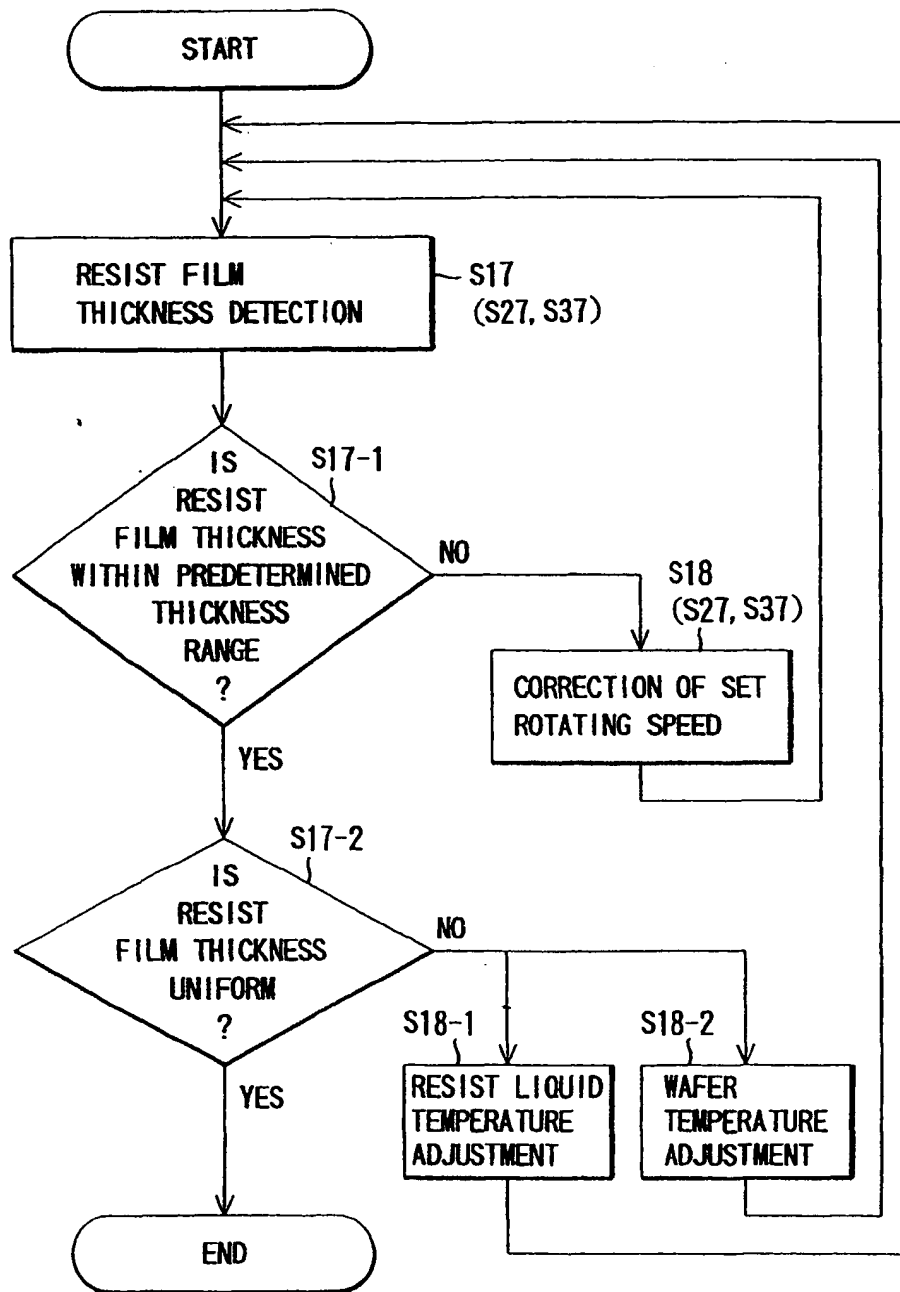 START
RESIST FILM
THICKNESS DETECTION
S17
(S27, S37)
S17-1
IS
RESIST
FILM THICKNESS
WITHIN PREDETERMINED
THICKNESS
RANGE
?
NO
S18
(S27, S37)
CORRECTION OF SET
ROTATING SPEED
YES
S17-2
IS
RESIST
FILM THICKNESS
UNIFORM
?
NO
S18-1
RESIST LIQUID
TEMPERATURE
ADJUSTMENT
S18-2
WAFER
TEMPERATURE
ADJUSTMENT
YES
END